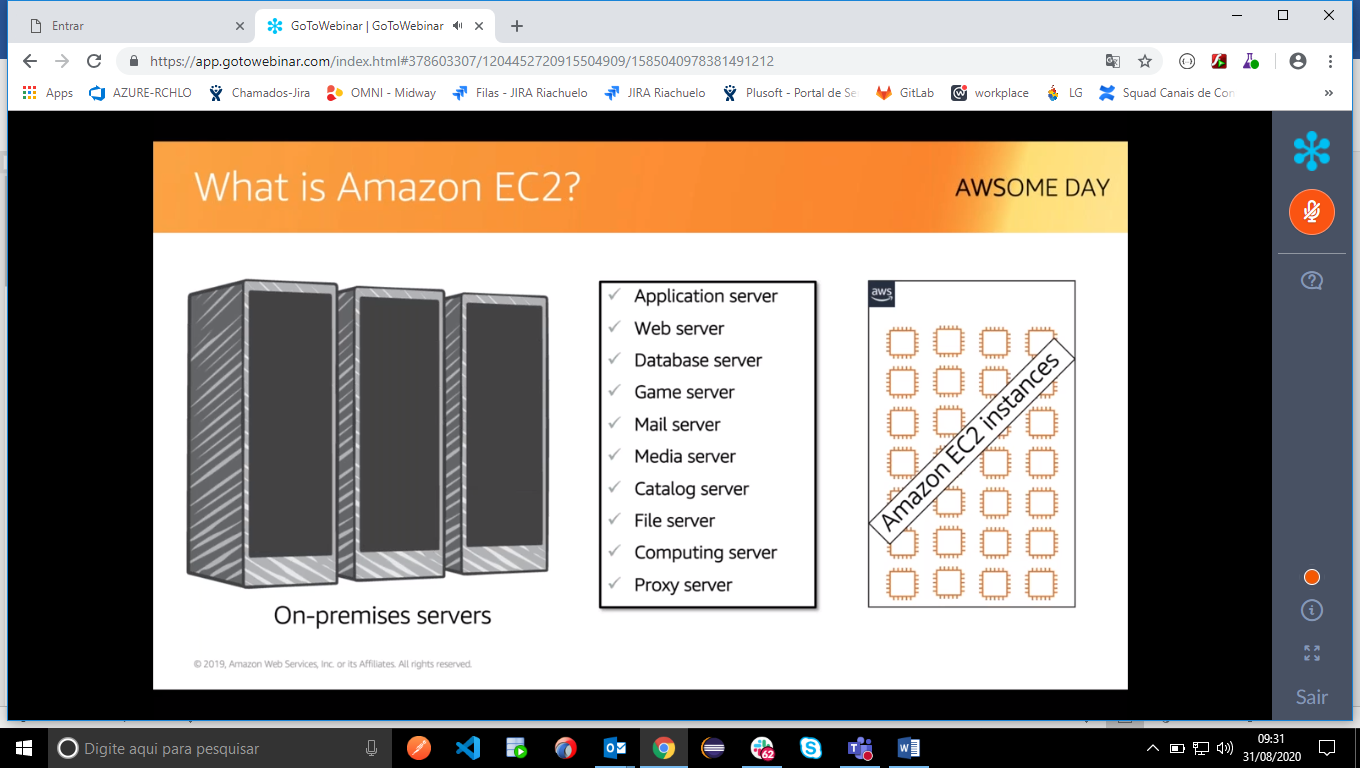 Entrar
GoToWebinar | GoToWebinar
https://app.gotowebinar.com/index.html#378603307/1204452720915504909/1585040978381491212
Apps
AZURE-RCHLO
Chamados-Jira
OMNI - Midway
Filas - JIRA Riachuelo
JIRA Riachuelo
Plusoft - Portal de Se
GitLab
workplace
LG
Squad Canais de Con
»
What is Amazon EC2?
AWSOME DAY
On-premises servers
Application server
Web server
Database server
Game server
Mail server
Media server
Catalog server
File server
Computing server
Proxy server
aws
Amazon EC2 instances
© 2019, Amazon Web Services, Inc. or its Affiliates. All rights reserved.
Sair
Digite aqui para pesquisar
62
09:31
31/08/2020